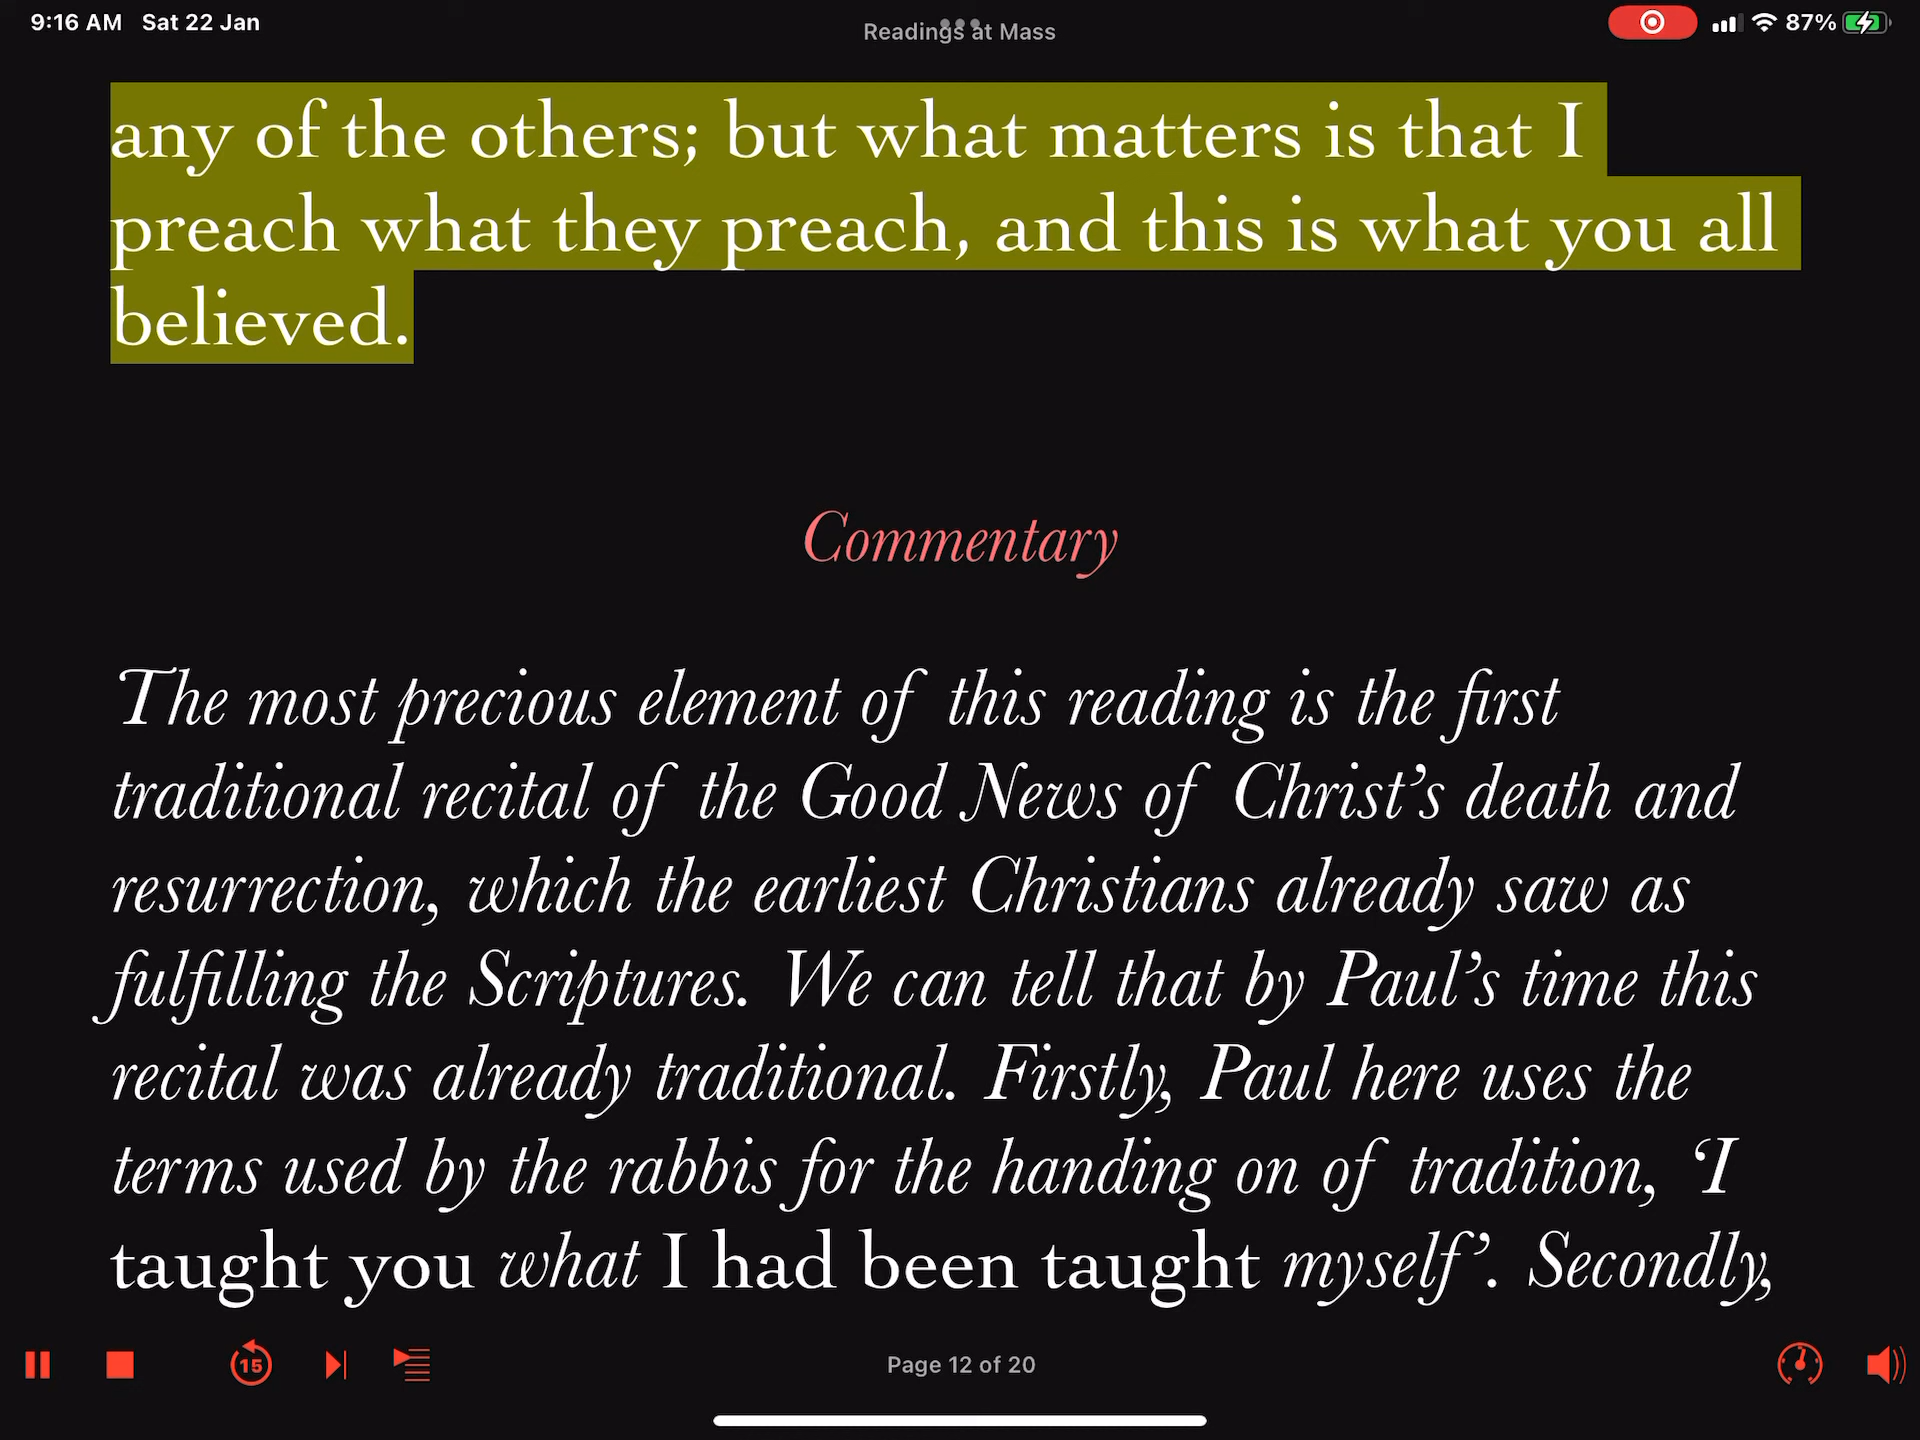 9:16 AM Sat 22 Jan
Readings at Mass
87%
any of the others; but what matters is that I
preach what they preach, and this is what you all
believed.
Commentary
The most precious element of this reading is the first
traditional recital of the Good News of Christ’s death and
resurrection, which the earliest Christians already saw as
fulfilling the Scriptures. We can tell that by Paul’s time this
recital was already traditional. Firstly, Paul here uses the
terms used by the rabbis for the handing on of tradition, ‘I
taught you what I had been taught myself’. Secondly,
15
Page 12 of 20